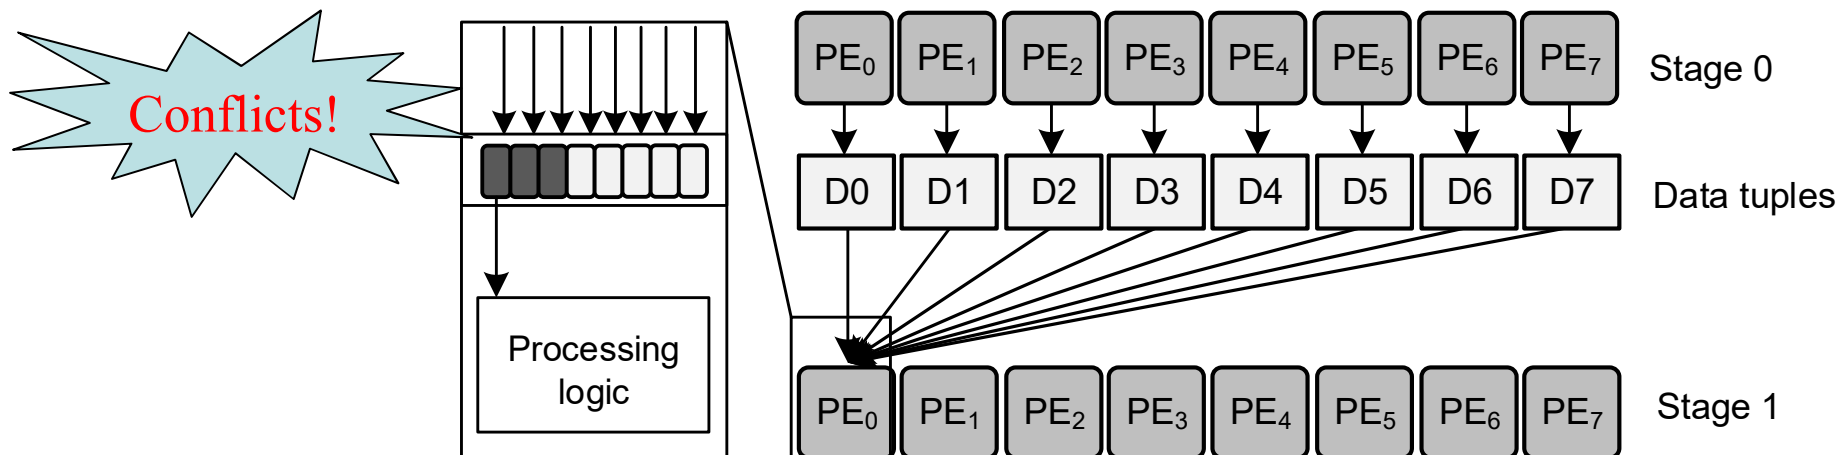 Conflicts!
Processing
logic
PE0 PE1 PE2 PE3 PE4 PE5 PE6 PE7 Stage 0
D0 D1 D2 D3 D4 D5 D6 D7 Data tuples
PE0 PE1 PE2 PE3 PE4 PE5 PE6 PE7 Stage 1